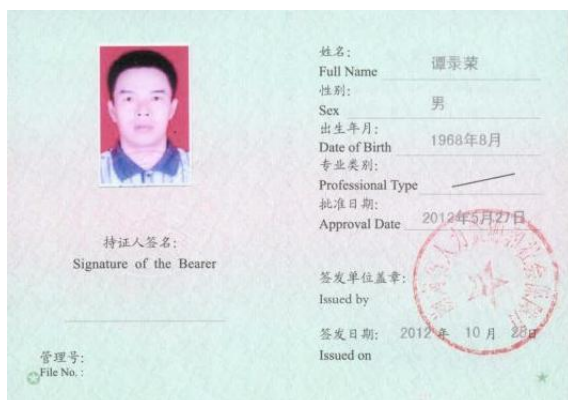 持证人签名:
Signature of the Bearer
管理号:
File No. :
姓名:
Full Name 谭泶荣
性别:
Sex 男
出生年月:
Date of Birth 1968年8月
专业类别:
Professional Type
批准日期:
Approval Date 2012年5月27日
签发单位盖章:
Issued by
签发日期: 2012 年 10 月 28日
Issued on